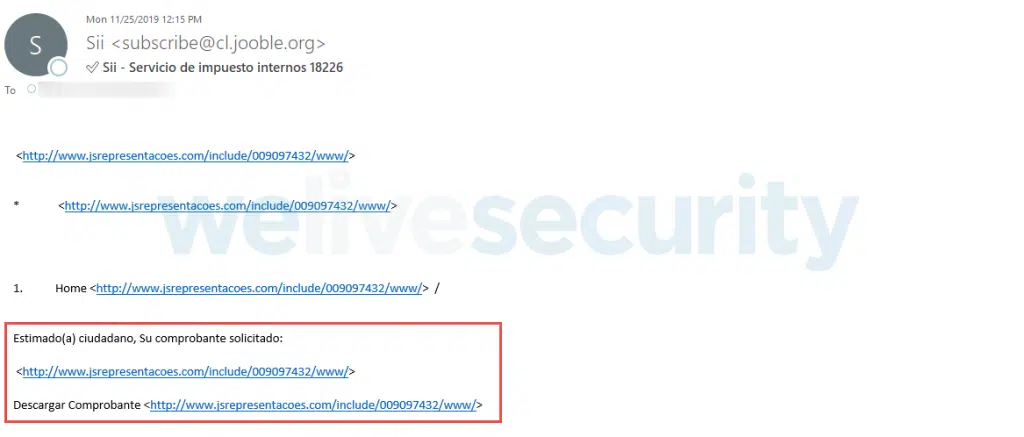 Mon 11/25/2019 12:15 PM
S
Sii <subscribe@cl.jooble.org>
Sii - Servicio de impuesto internos 18226
To
<http://www.jsrepresentacoes.com/include/009097432/www/>
* <http://www.jsrepresentacoes.com/include/009097432/www/>
welivesecurity
1. Home <http://www.jsrepresentacoes.com/include/009097432/www/> /
Estimado(a) ciudadano, Su comprobante solicitado:
<http://www.jsrepresentacoes.com/include/009097432/www/>
Descargar Comprobante <http://www.jsrepresentacoes.com/include/009097432/www/>